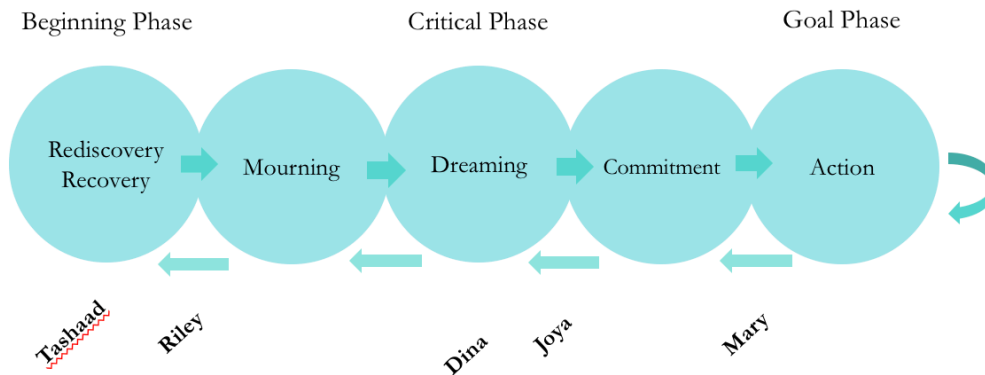 Beginning Phase
Critical Phase
Goal Phase
Rediscovery
Recovery
Mourning
Dreaming
Commitment
Action
Tashaad
Riley
Dina
Joya
Mary